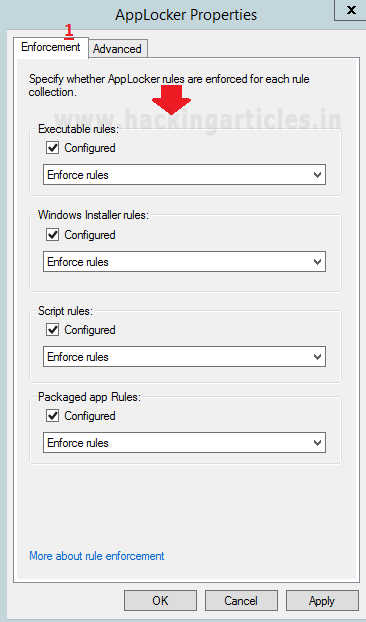 AppLocker Properties
x
1
Enforcement
Advanced
Specify whether AppLocker rules are enforced for each rule
collection.
www.hackingarticles.in
Executable rules:
Configured
Enforce rules
Windows Installer rules:
Configured
Enforce rules
Script rules:
Configured
Enforce rules
Packaged app Rules:
Configured
Enforce rules
More about rule enforcement
OK
Cancel
Apply